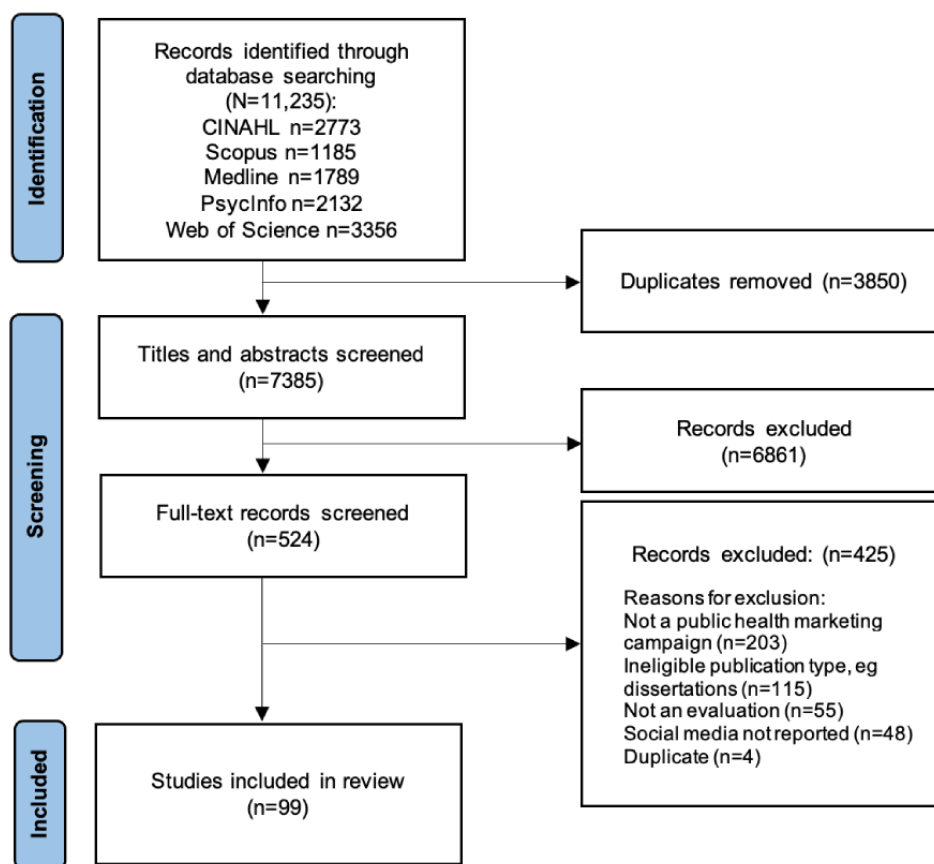 Identification
Records identified through
database searching
(N=11,235):
CINAHL n=2773
Scopus n=1185
Medline n=1789
PsycInfo n=2132
Web of Science n=3356
Duplicates removed (n=3850)
Screening
Titles and abstracts screened
(n=7385)
Records excluded
(n=6861)
Full-text records screened
(n=524)
Records excluded: (n=425)
Reasons for exclusion:
Not a public health marketing
campaign (n=203)
Ineligible publication type, eg
dissertations (n=115)
Not an evaluation (n=55)
Social media not reported (n=48)
Duplicate (n=4)
Included
Studies included in review
(n=99)